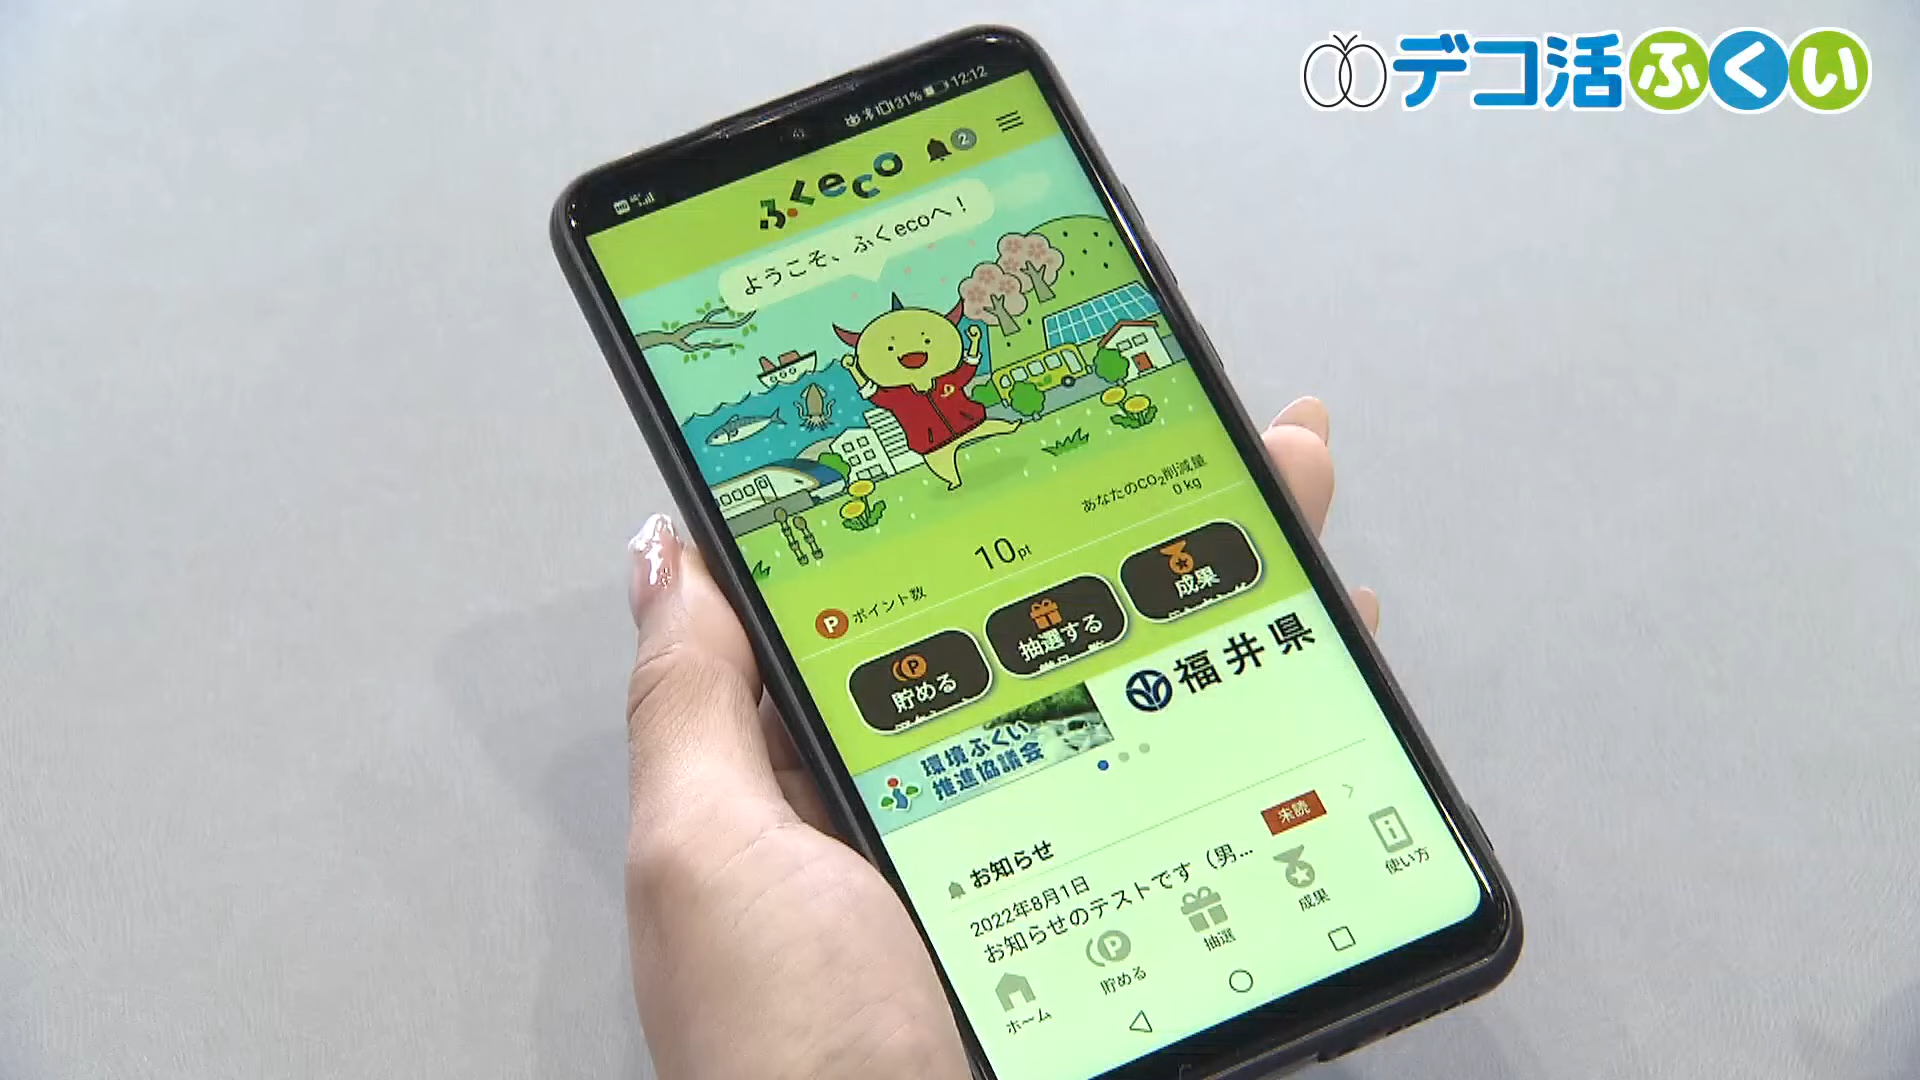 デコ活ふくい
31% 12:12
ふくeco
2
ようこそ、ふくecoへ！
あなたのCO₂削減量
0 kg
P ポイント数
10pt
貯める
抽選する
成果
環境ふくい
推進協議会
福井県
お知らせ
未読
2022年8月1日
お知らせのテストです（男...
ホーム
貯める
抽選
成果
使い方